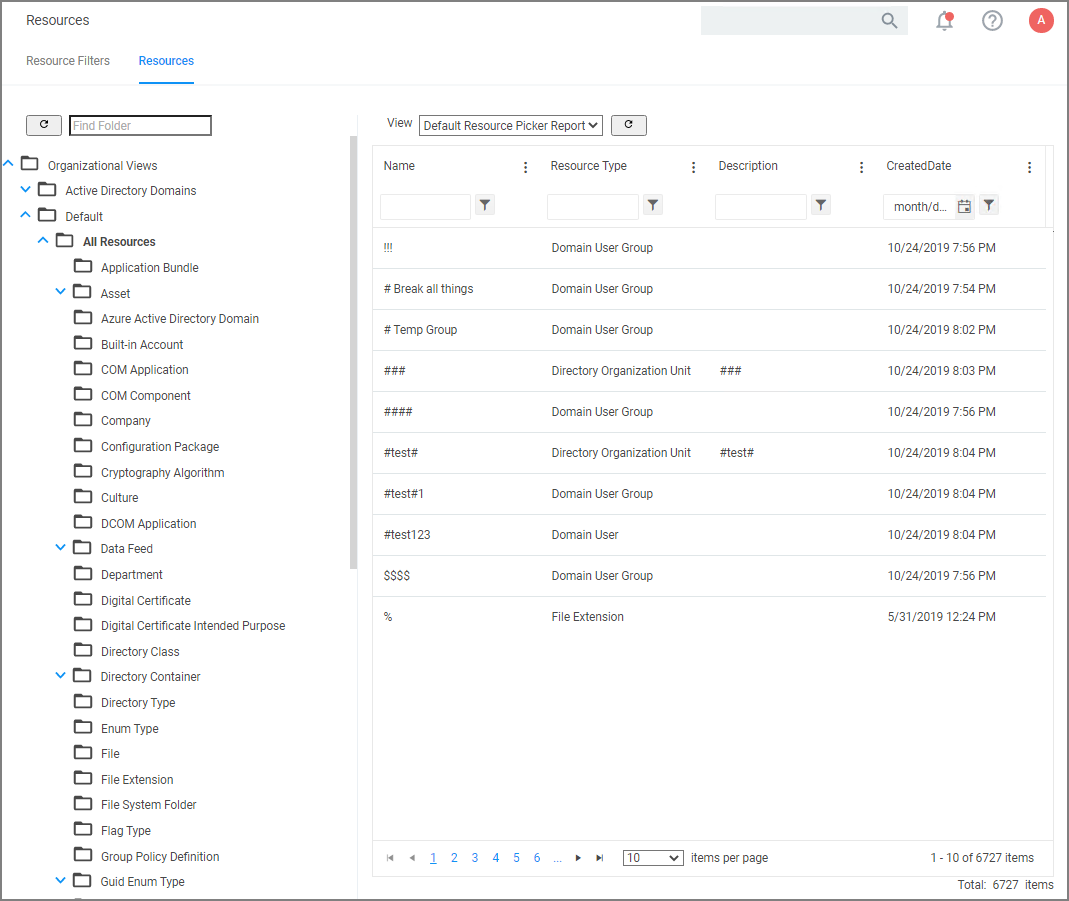 Resources
A
Resource Filters Resources
Find Folder
Organizational Views
Active Directory Domains
Default
All Resources
Application Bundle
Asset
Azure Active Directory Domain
Built-in Account
COM Application
COM Component
Company
Configuration Package
Cryptography Algorithm
Culture
DCOM Application
Data Feed
Department
Digital Certificate
Digital Certificate Intended Purpose
Directory Class
Directory Container
Directory Type
Enum Type
File
File Extension
File System Folder
Flag Type
Group Policy Definition
Guid Enum Type
View Default Resource Picker Report
Name Resource Type Description CreatedDate
month/d...
!!! Domain User Group 10/24/2019 7:56 PM
# Break all things Domain User Group 10/24/2019 7:54 PM
# Temp Group Domain User Group 10/24/2019 8:02 PM
### Directory Organization Unit ### 10/24/2019 8:03 PM
#### Domain User Group 10/24/2019 7:56 PM
#test# Directory Organization Unit #test# 10/24/2019 8:04 PM
#test#1 Domain User Group 10/24/2019 8:04 PM
#test123 Domain User 10/24/2019 8:04 PM
$$$$ Domain User Group 10/24/2019 7:56 PM
% File Extension 5/31/2019 12:24 PM
1 2 3 4 5 6 ... 10 items per page 1 - 10 of 6727 items
Total: 6727 items